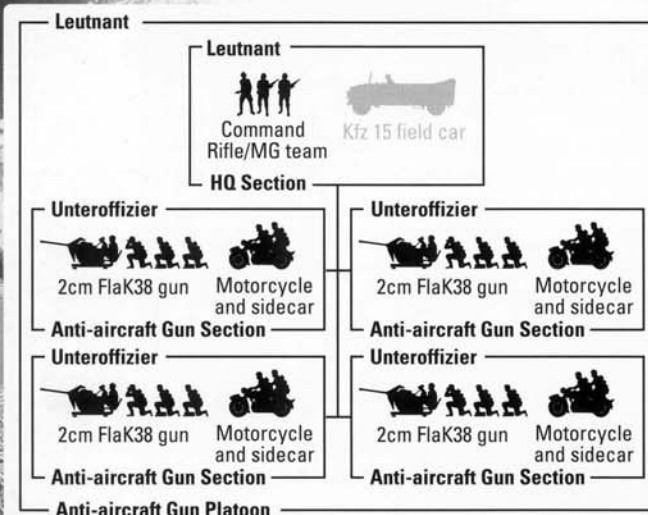 Leutnant
Leutnant
Command
Rifle/MG team
Kfz 15 field car
HQ Section
Unteroffizier
2cm FlaK38 gun
Motorcycle
and sidecar
Anti-aircraft Gun Section
Unteroffizier
2cm FlaK38 gun
Motorcycle
and sidecar
Anti-aircraft Gun Section
Unteroffizier
2cm FlaK38 gun
Motorcycle
and sidecar
Anti-aircraft Gun Section
Unteroffizier
2cm FlaK38 gun
Motorcycle
and sidecar
Anti-aircraft Gun Section
Anti-aircraft Gun Platoon